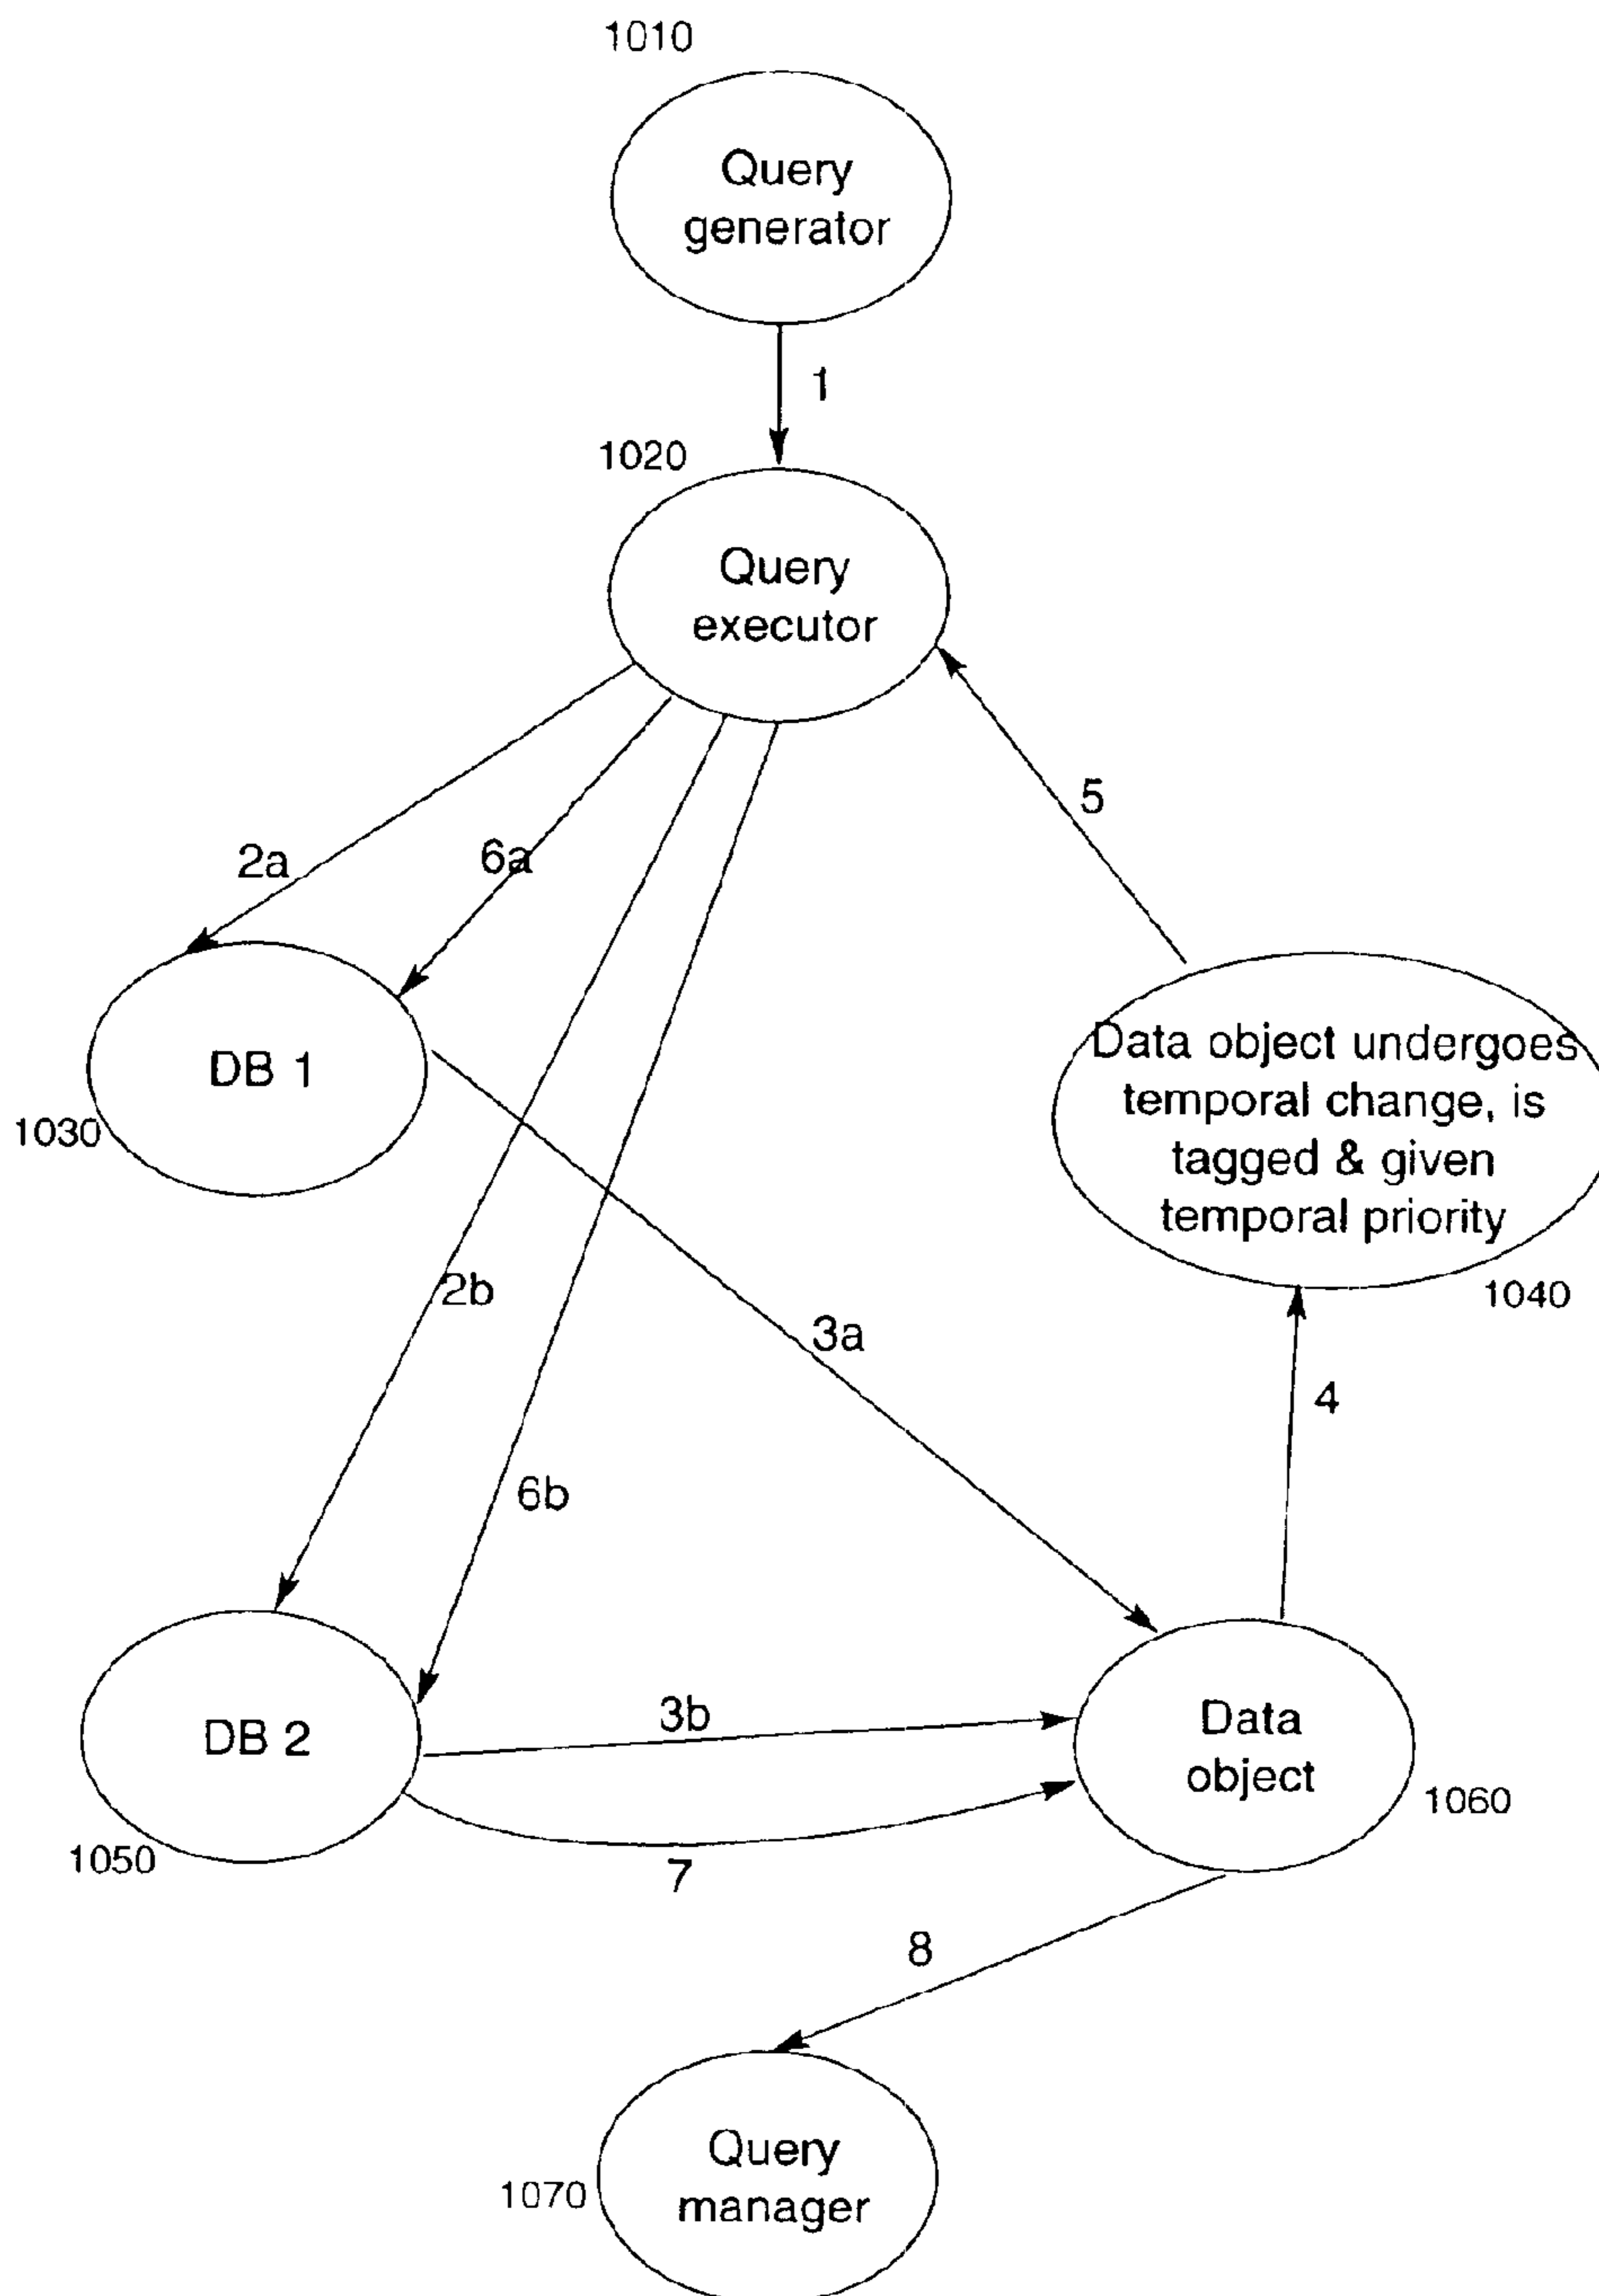 1010
Query
generator
1
1020
Query
executor
5
2a
6a
Data object undergoes
temporal change, is
tagged & given
temporal priority
DB 1
1030
2b
1040
3a
4
6b
3b
Data
object
DB 2
1060
1050
7
8
Query
manager
1070